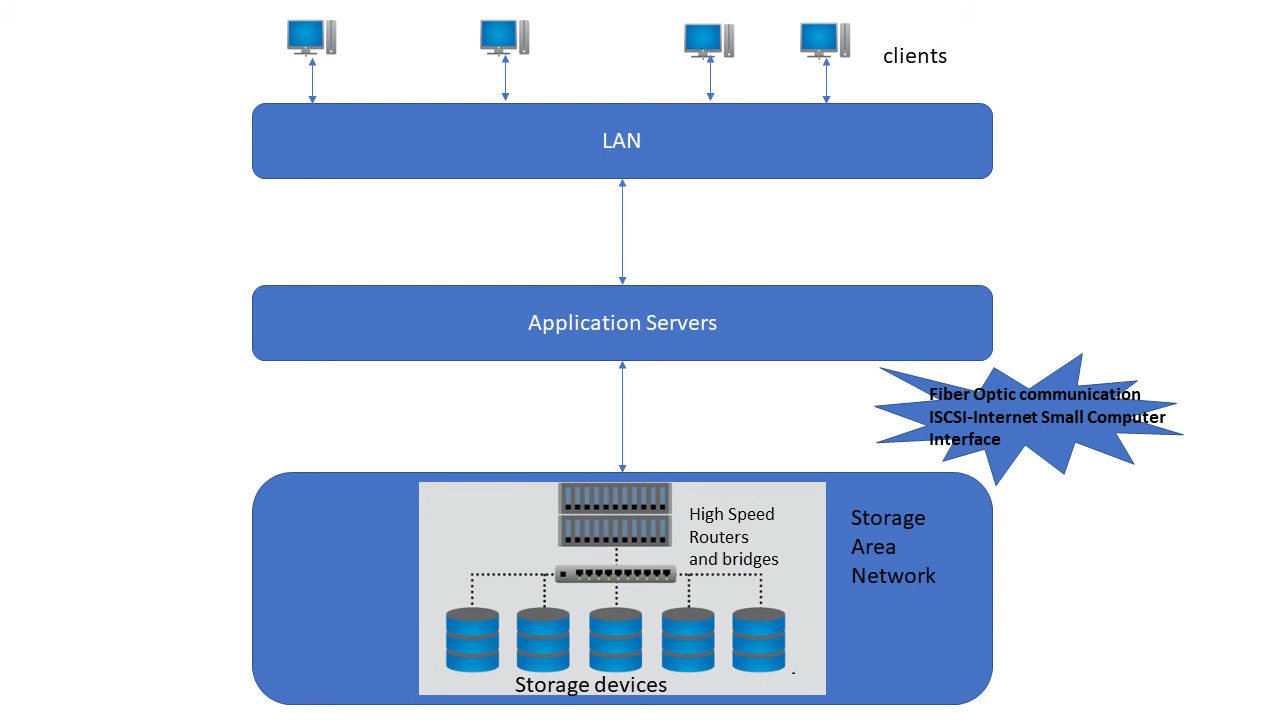 clients
LAN
Application Servers
Fiber Optic communication
ISCSI-Internet Small Computer
Interface
High Speed
Routers
and bridges
Storage
Area
Network
Storage devices